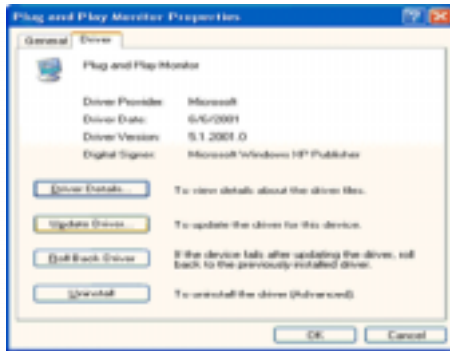 Plug and Play Monitor Properties
General Driver
Plug and Play Monitor
Driver Provider: Microsoft
Driver Date: 6/6/2001
Driver Version: 5.1.2001.0
Digital Signer: Microsoft Windows XP Publisher
Driver Details... To view details about the driver files.
Update Driver... To update the driver for this device.
Roll Back Driver If the device fails after updating the driver, roll
back to the previously installed driver.
Uninstall To uninstall the driver (Advanced).
OK Cancel